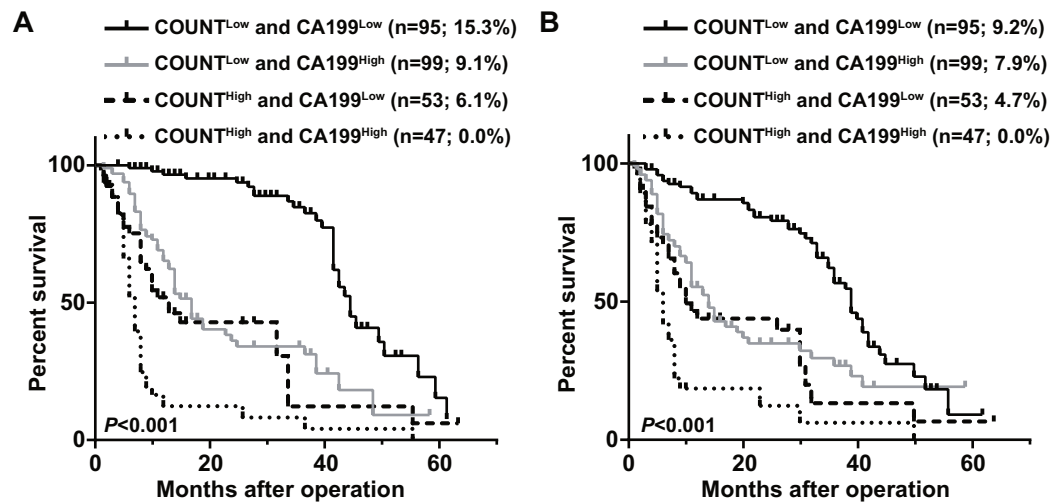 A
COUNTLow and CA199Low (n=95; 15.3%)
COUNTLow and CA199High (n=99; 9.1%)
COUNTHigh and CA199Low (n=53; 6.1%)
COUNTHigh and CA199High (n=47; 0.0%)
100
50
0
Percent survival
P<0.001
0 20 40 60
Months after operation
B
COUNTLow and CA199Low (n=95; 9.2%)
COUNTLow and CA199High (n=99; 7.9%)
COUNTHigh and CA199Low (n=53; 4.7%)
COUNTHigh and CA199High (n=47; 0.0%)
100
50
0
Percent survival
P<0.001
0 20 40 60
Months after operation